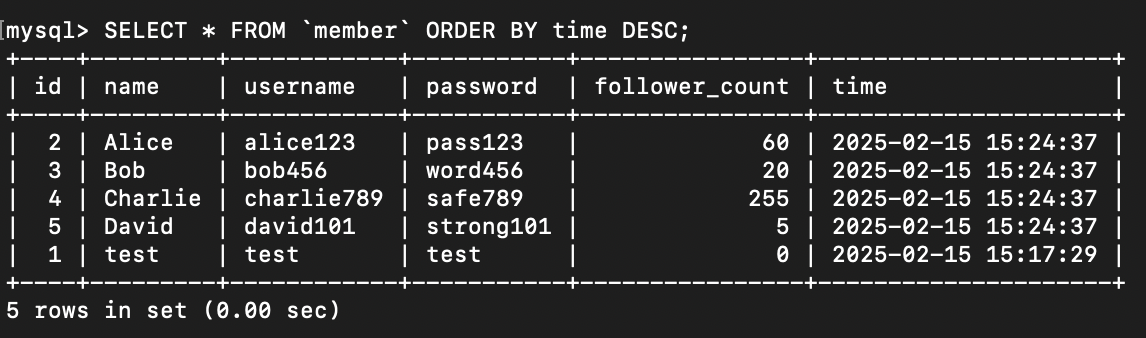 mysql> SELECT * FROM `member` ORDER BY time DESC;
+----+---------+------------+-----------+----------------+---------------------+
| id | name    | username   | password  | follower_count | time                |
+----+---------+------------+-----------+----------------+---------------------+
|  2 | Alice   | alice123   | pass123   |             60 | 2025-02-15 15:24:37 |
|  3 | Bob     | bob456     | word456   |             20 | 2025-02-15 15:24:37 |
|  4 | Charlie | charlie789 | safe789   |            255 | 2025-02-15 15:24:37 |
|  5 | David   | david101   | strong101 |              5 | 2025-02-15 15:24:37 |
|  1 | test    | test       | test      |              0 | 2025-02-15 15:17:29 |
+----+---------+------------+-----------+----------------+---------------------+
5 rows in set (0.00 sec)